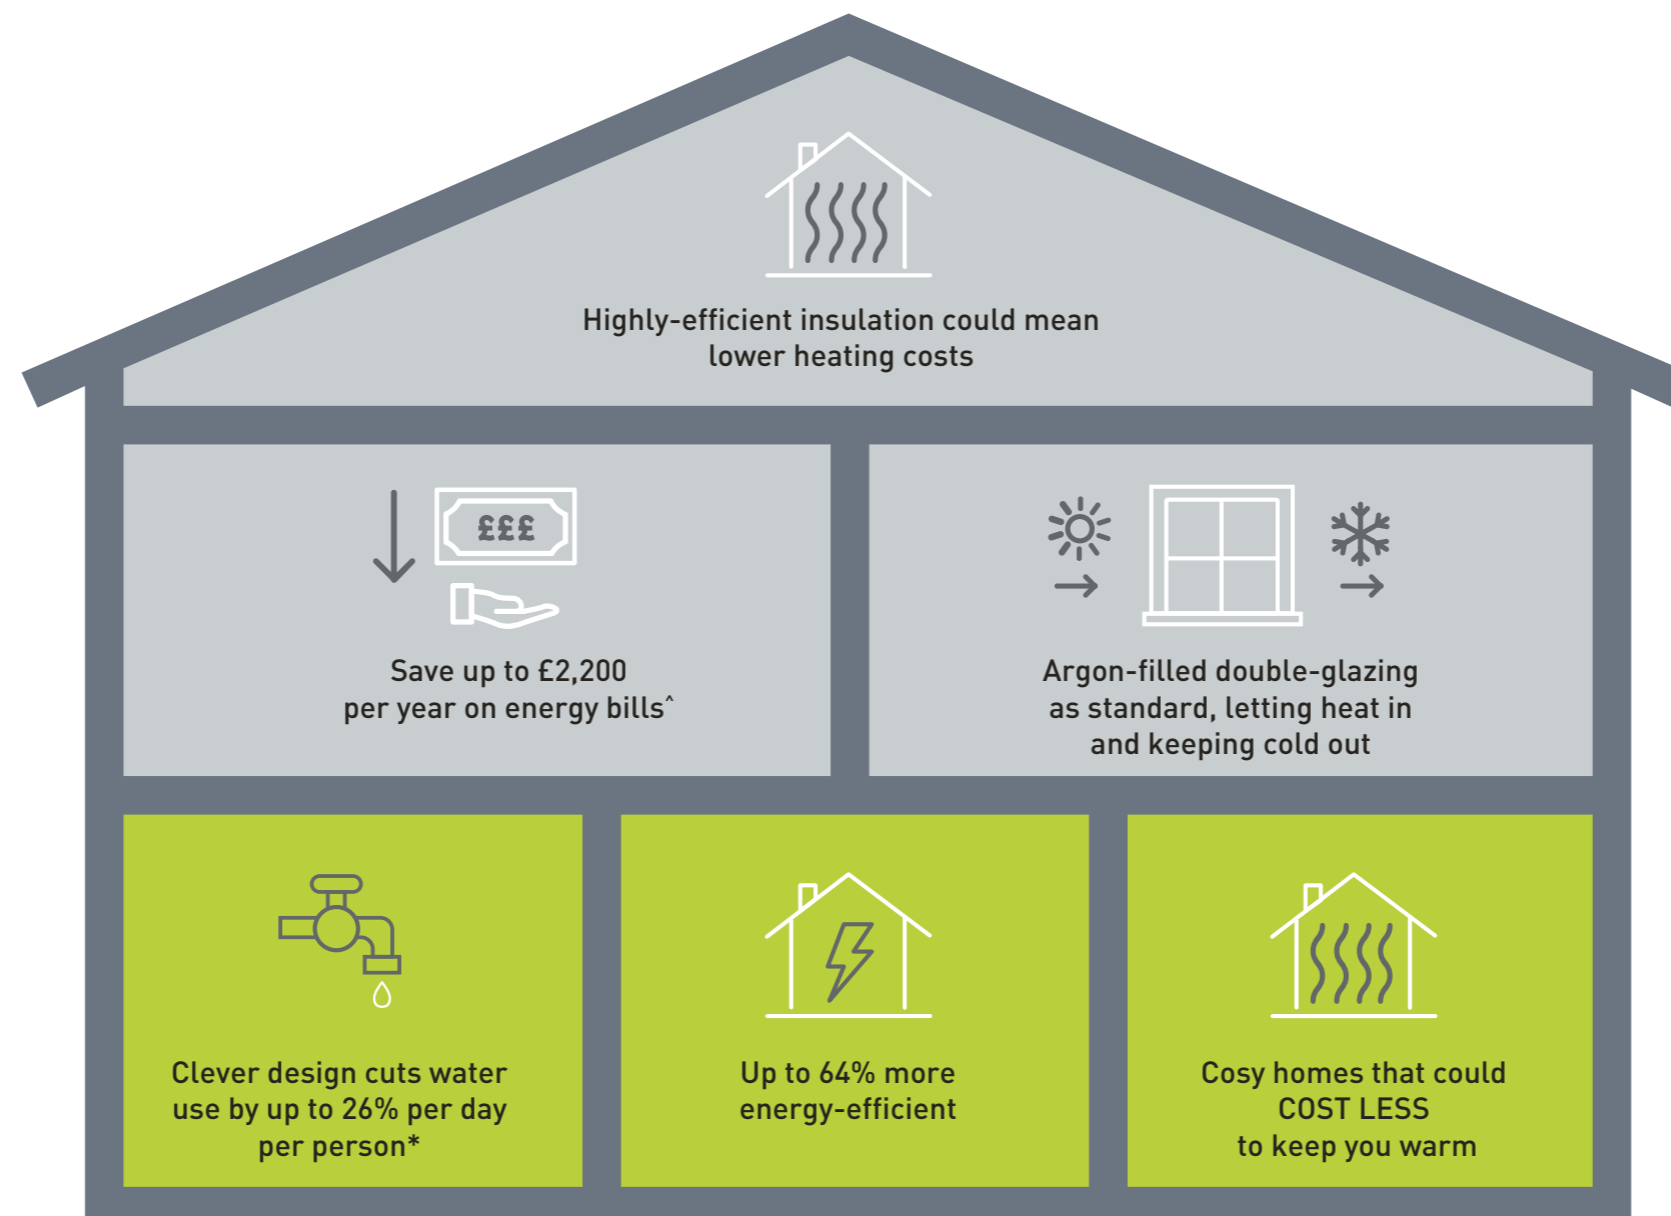 Highly-efficient insulation could mean
lower heating costs
£££
Save up to £2,200
per year on energy bills^
Argon-filled double-glazing
as standard, letting heat in
and keeping cold out
Clever design cuts water
use by up to 26% per day
per person*
Up to 64% more
energy-efficient
Cosy homes that could
COST LESS
to keep you warm